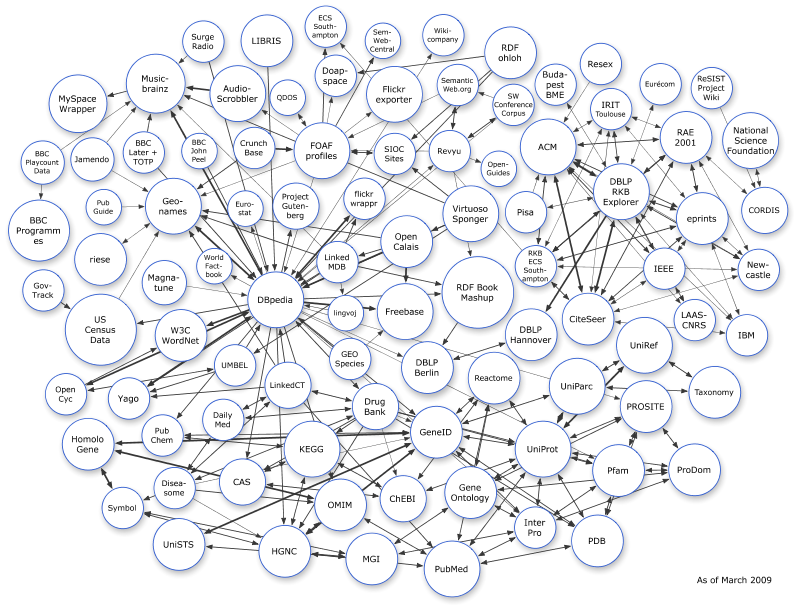 ECS
South-
ampton
Surge
Radio
LIBRIS
Sem-
Web-
Central
Wiki-
company
RDF
ohloh
Music-
brainz
Doap-
space
Resex
Buda-
pest
BME
Eurécom
ReSIST
Project
Wiki
MySpace
Wrapper
Audio-
Scrobbler
QDOS
Flickr
exporter
Semantic
Web.org
SW
Conference
Corpus
IRIT
Toulouse
National
Science
Foundation
RAE
2001
ACM
BBC
Playcount
Data
Jamendo
BBC
Later +
TOTP
BBC
John
Peel
Crunch
Base
FOAF
profiles
SIOC
Sites
Revyu
Open-
Guides
DBLP
RKB
Explorer
Pub
Guide
Geo-
names
Euro-
stat
Project
Guten-
berg
flickr
wrappr
Virtuoso
Sponger
Pisa
eprints
CORDIS
BBC
Programm
es
riese
World
Fact-
book
Linked
MDB
Open
Calais
RKB
ECS
South-
ampton
IEEE
New-
castle
Gov-
Track
Magna-
tune
DBpedia
RDF Book
Mashup
US
Census
Data
W3C
WordNet
lingvoj
Freebase
DBLP
Hannover
CiteSeer
LAAS-
CNRS
IBM
UMBEL
GEO
Species
DBLP
Berlin
UniRef
Open
Cyc
Yago
LinkedCT
Reactome
UniParc
Taxonomy
Drug
Bank
PROSITE
Daily
Med
Pub
Chem
Homolo
Gene
KEGG
GeneID
UniProt
Pfam
ProDom
CAS
Disea-
some
ChEBI
Gene
Ontology
Symbol
OMIM
Inter
Pro
PDB
UniSTS
HGNC
MGI
PubMed
As of March 2009